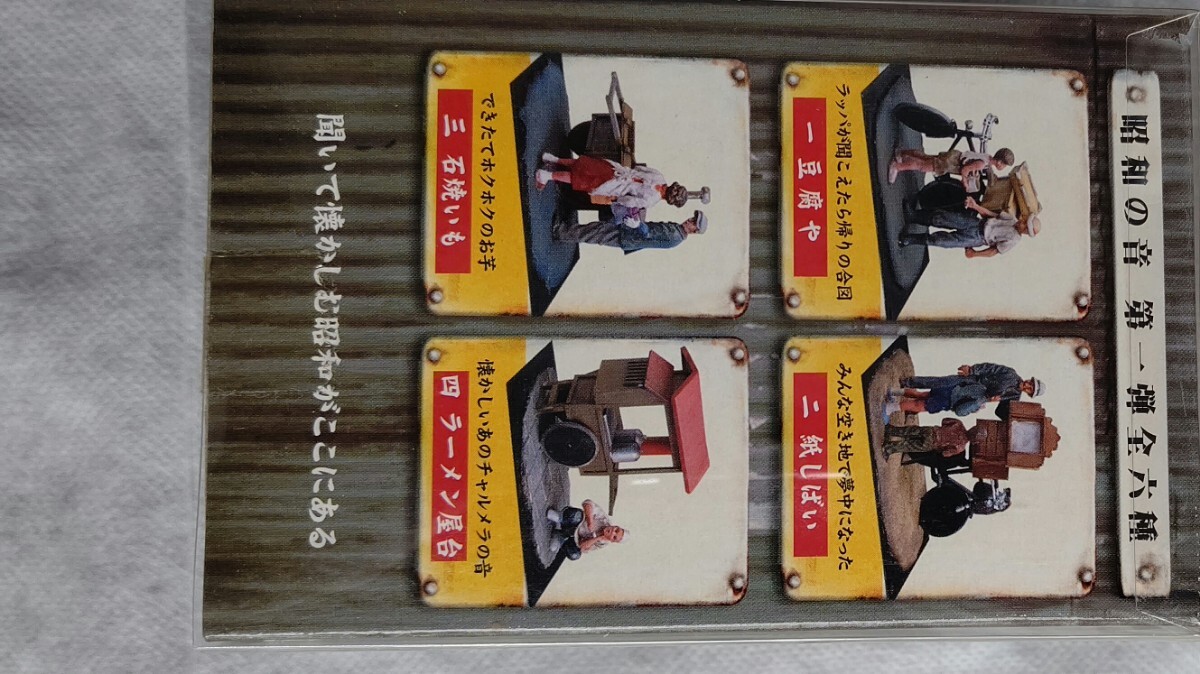 昭和の音 第一弾全六種
ラッパが聞こえたら帰りの合図
一 豆腐や
みんな空き地で夢中になった
二 紙しばい
できたてホクホクのお芋
三 石焼いも
懐かしいあのチャルメラの音
四 ラーメン屋台
聞いて懐かしむ昭和がここにある